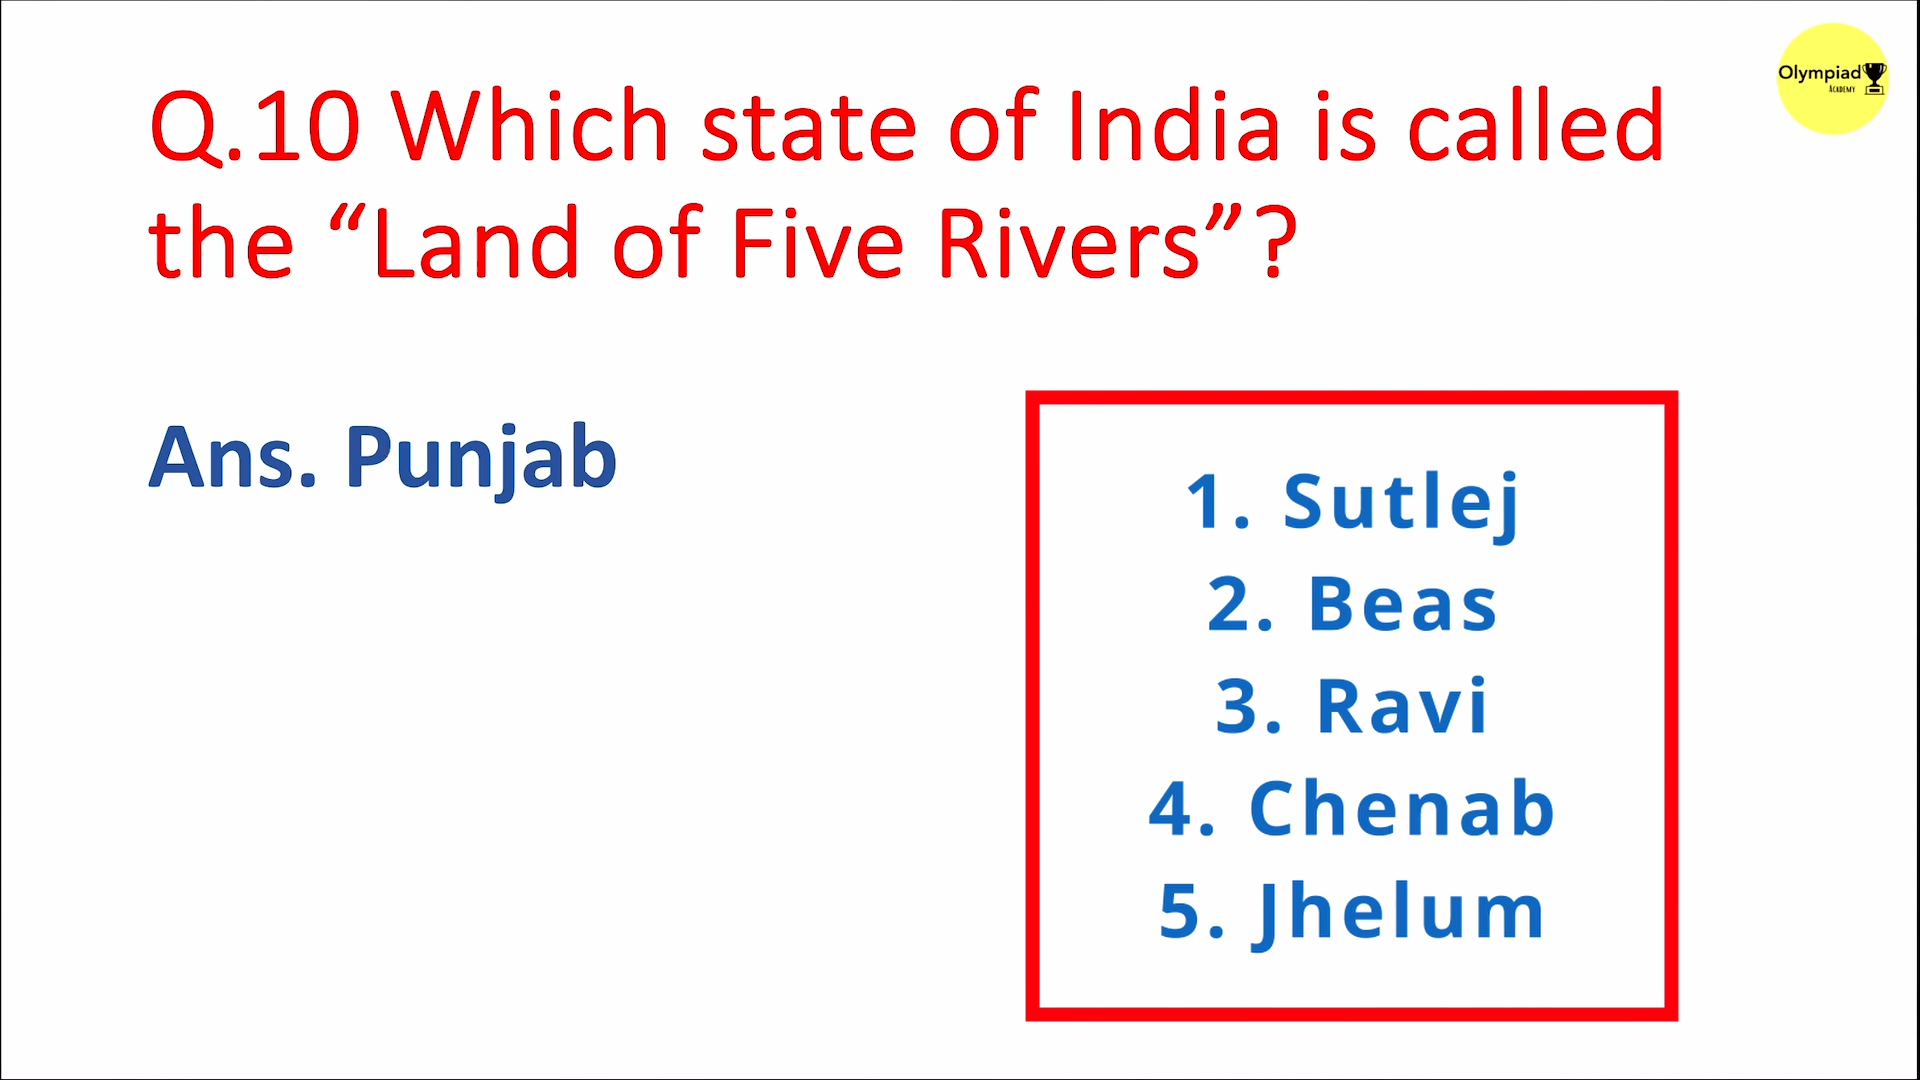 Q.10 Which state of India is called
the “Land of Five Rivers”?
Ans. Punjab
1. Sutlej
2. Beas
3. Ravi
4. Chenab
5. Jhelum
Olympiad
ACADEMY